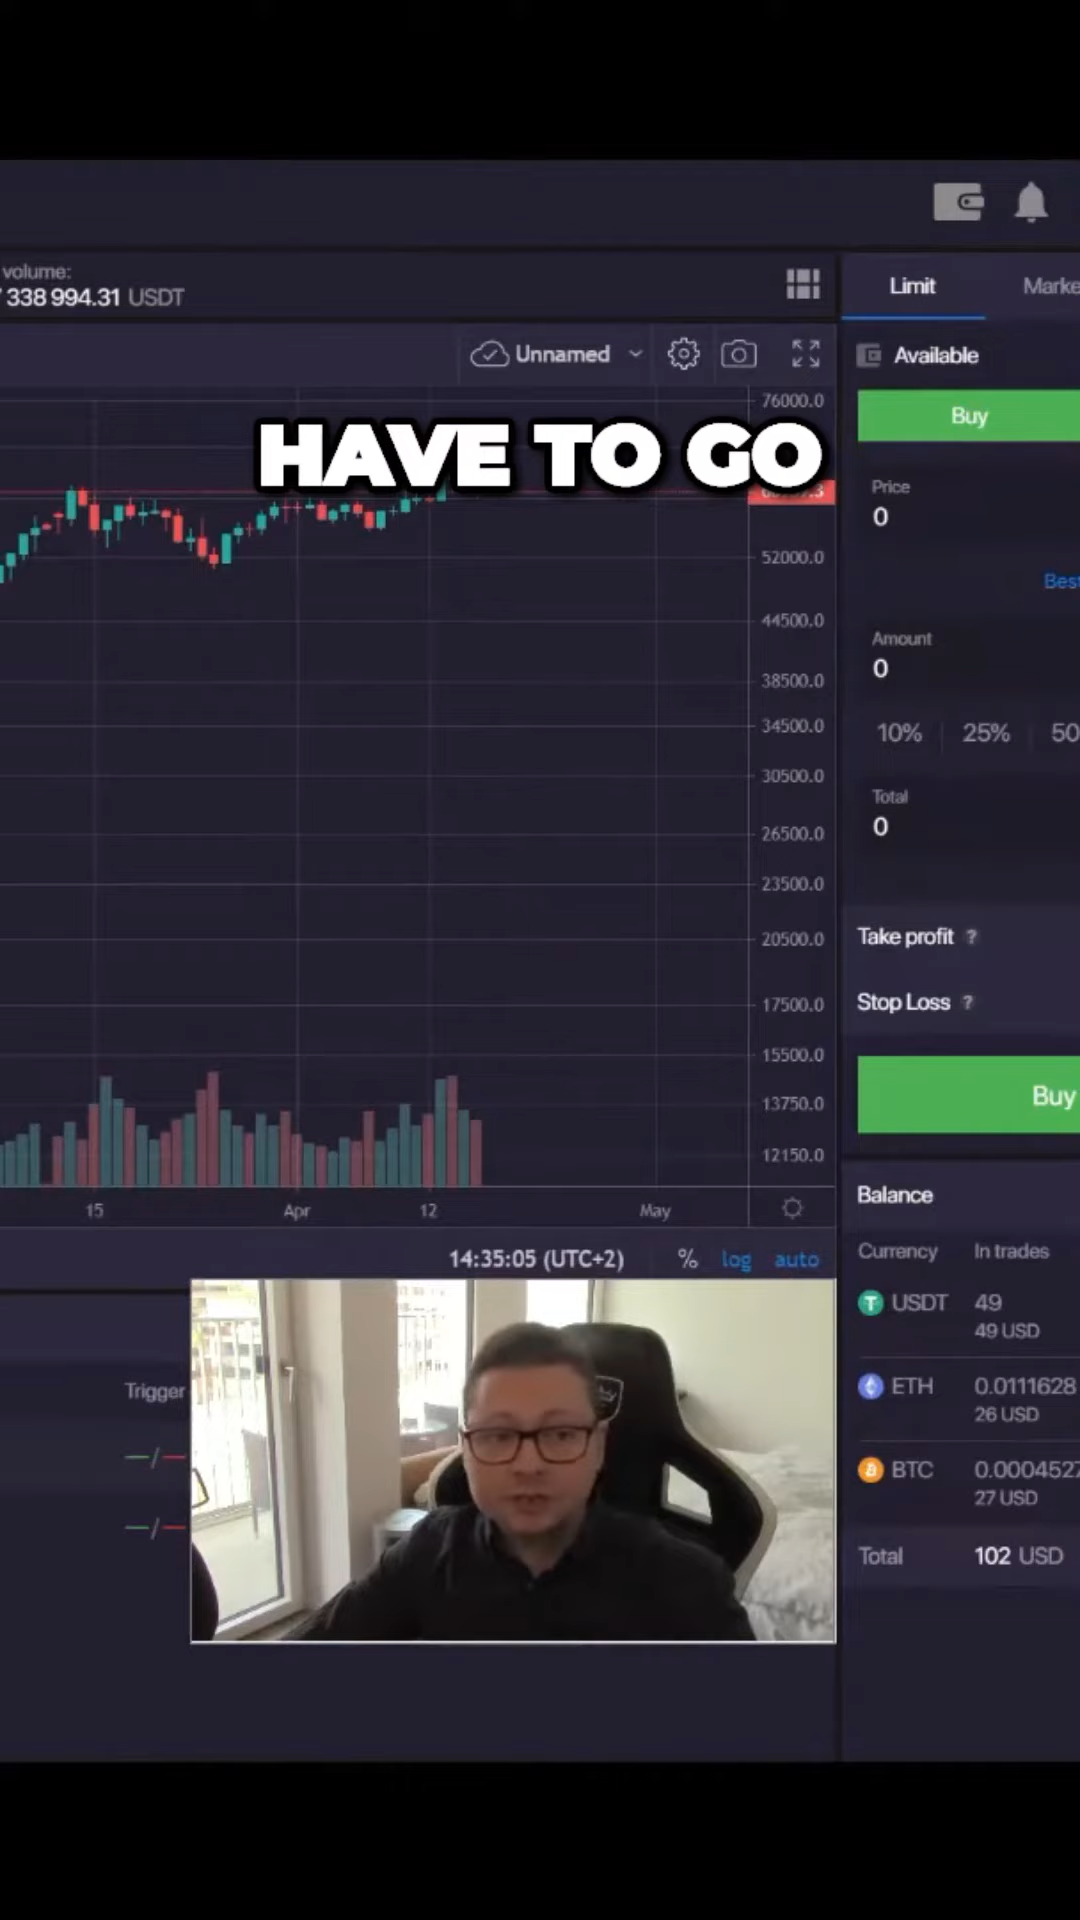 volume:
338 994.31 USDT
Limit
Unnamed
Available
76000.0
Buy
HAVE TO GO
Price
0
52000.0
Best
44500.0
Amount
0
38500.0
34500.0
10%
25%
50
30500.0
Total
0
26500.0
23500.0
20500.0
Take profit ?
17500.0
Stop Loss ?
15500.0
13750.0
12150.0
Buy
Balance
15
Apr
12
May
Currency
In trades
14:35:05 (UTC+2)
%
log
auto
USDT
49
49 USD
Trigger
ETH
0.0111628
26 USD
—/—
BTC
0.0004527
27 USD
—/—
Total
102 USD